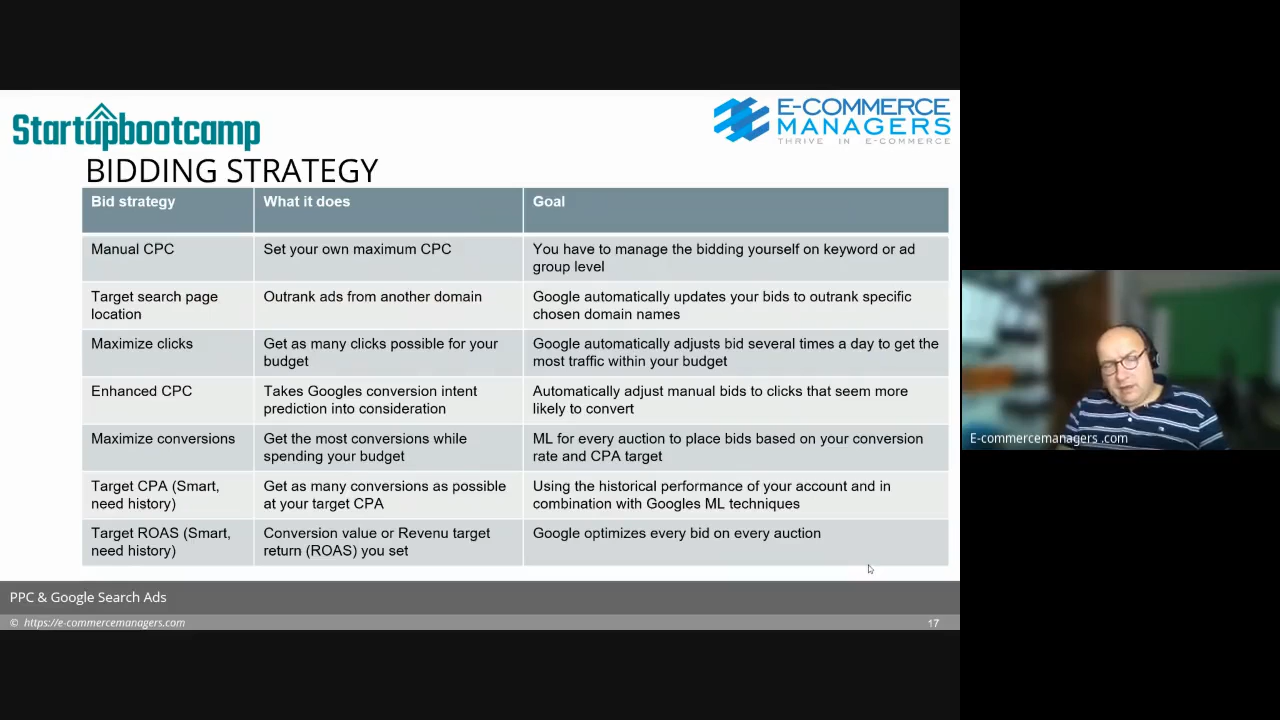 Startupbootcamp
E-COMMERCE
MANAGERS
THRIVE IN E-COMMERCE
BIDDING STRATEGY
Bid strategy
What it does
Goal
Manual CPC
Set your own maximum CPC
You have to manage the bidding yourself on keyword or ad
group level
Target search page
location
Outrank ads from another domain
Google automatically updates your bids to outrank specific
chosen domain names
Maximize clicks
Get as many clicks possible for your
budget
Google automatically adjusts bid several times a day to get the
most traffic within your budget
Enhanced CPC
Takes Googles conversion intent
prediction into consideration
Automatically adjust manual bids to clicks that seem more
likely to convert
Maximize conversions
Get the most conversions while
spending your budget
ML for every auction to place bids based on your conversion
rate and CPA target
Target CPA (Smart,
need history)
Get as many conversions as possible
at your target CPA
Using the historical performance of your account and in
combination with Googles ML techniques
Target ROAS (Smart,
need history)
Conversion value or Revenu target
return (ROAS) you set
Google optimizes every bid on every auction
E-commercemanagers .com
PPC & Google Search Ads
© https://e-commercemanagers.com
17